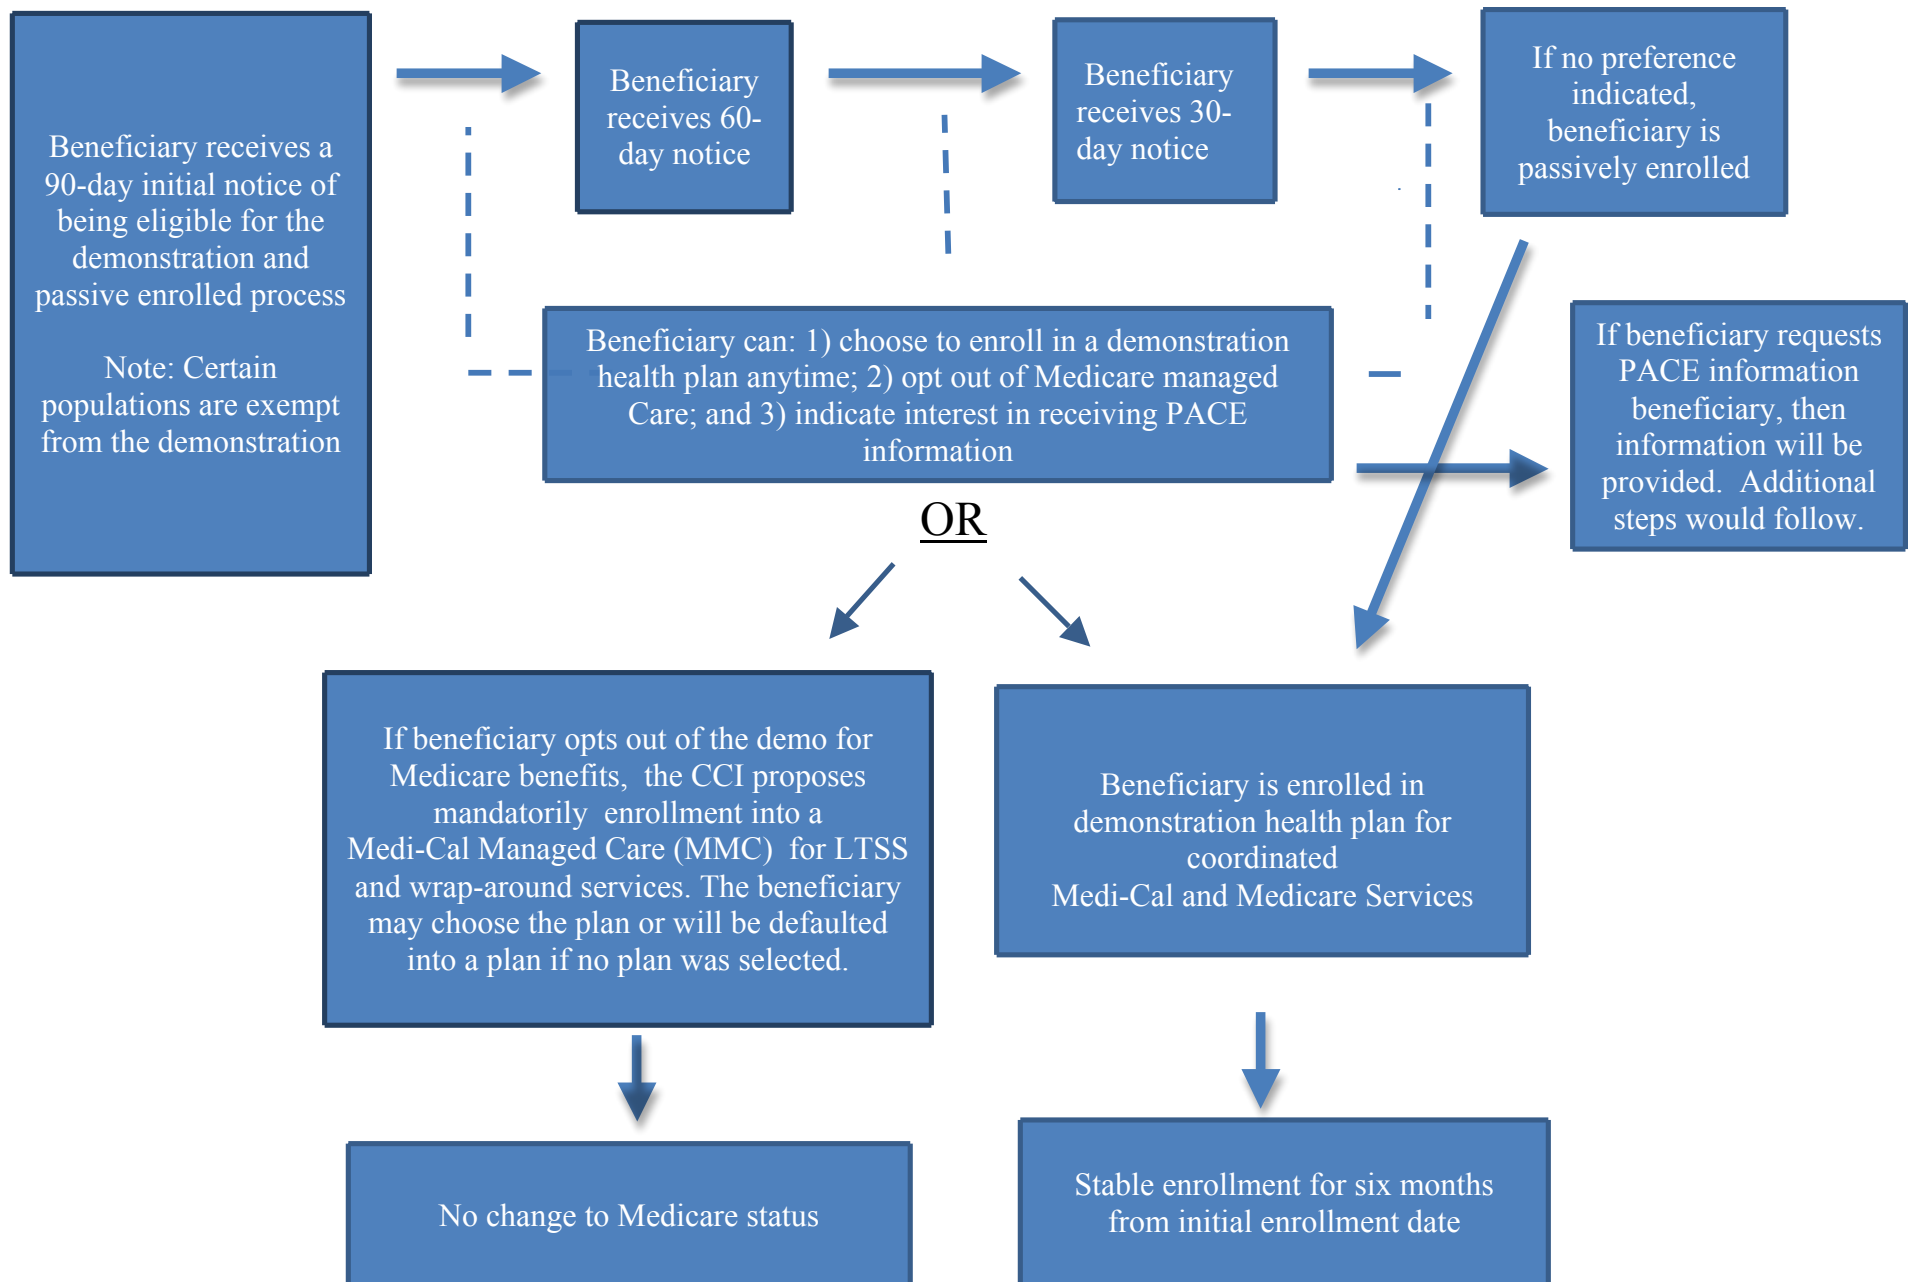 Beneficiary receives a
90-day initial notice of
being eligible for the
demonstration and
passive enrolled process
Note: Certain
populations are exempt
from the demonstration
Beneficiary
receives 60-
day notice
Beneficiary
receives 30-
day notice
If no preference
indicated,
beneficiary is
passively enrolled
Beneficiary can: 1) choose to enroll in a demonstration
health plan anytime; 2) opt out of Medicare managed
Care; and 3) indicate interest in receiving PACE
information
If beneficiary requests
PACE information
beneficiary, then
information will be
provided. Additional
steps would follow.
OR
If beneficiary opts out of the demo for
Medicare benefits, the CCI proposes
mandatorily enrollment into a
Medi-Cal Managed Care (MMC) for LTSS
and wrap-around services. The beneficiary
may choose the plan or will be defaulted
into a plan if no plan was selected.
Beneficiary is enrolled in
demonstration health plan for
coordinated
Medi-Cal and Medicare Services
No change to Medicare status
Stable enrollment for six months
from initial enrollment date